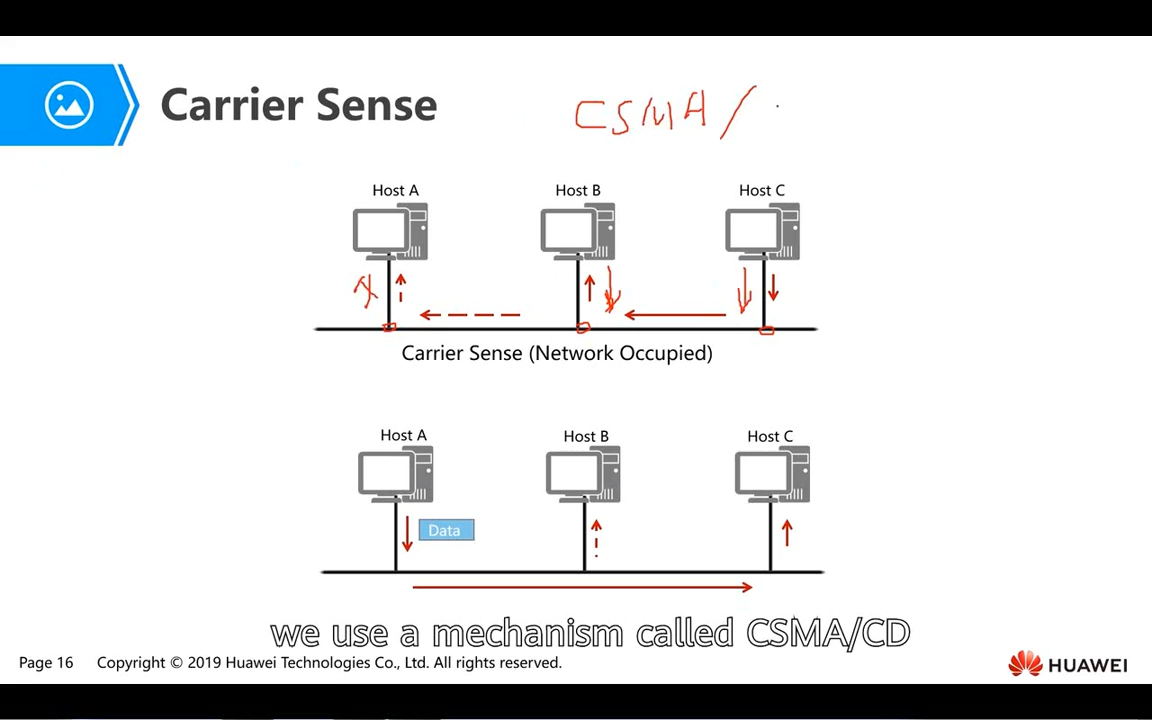 Carrier Sense
CSMA/
Host A Host B Host C
Carrier Sense (Network Occupied)
Host A Host B Host C
Data
we use a mechanism called CSMA/CD
Page 16 Copyright © 2019 Huawei Technologies Co., Ltd. All rights reserved.
HUAWEI